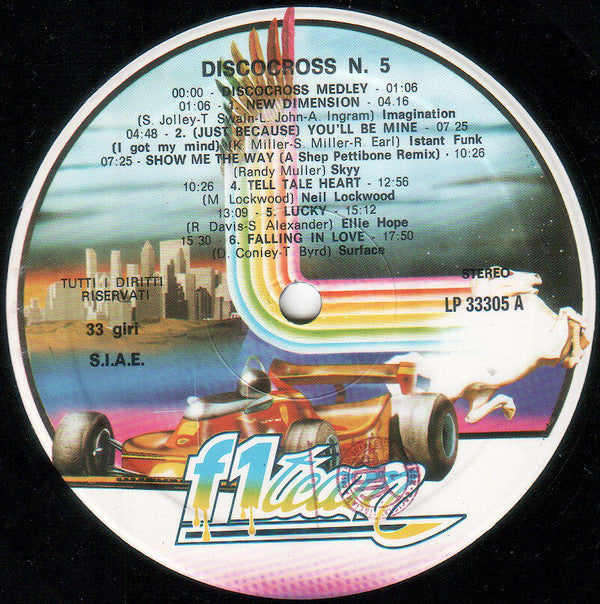 DISCOCROSS N. 5
00:00 - DISCOCROSS MEDLEY - 01:06
01:06 - 1. NEW DIMENSION - 04.16
(S. Jolley-T Swain-L. John-A. Ingram) Imagination
04:48 - 2. (JUST BECAUSE) YOU'LL BE MINE - 07 25
(I got my mind)(K. Miller-S. Miller-R Earl) Istant Funk
07:25 - SHOW ME THE WAY (A Shep Pettibone Remix) - 10:26
(Randy Muller) Skyy
10:26 4. TELL TALE HEART - 12:56
(M Lockwood) Neil Lockwood
13:09 - 5. LUCKY - 15:12
(R Davis-S Alexander) Ellie Hope
15 30 - 6. FALLING IN LOVE - 17.50
(D. Conley-T Byrd) Surface
TUTTI I DIRITTI
RISERVATI
STEREO
LP 33305 A
33 giri
S.I.A.E.
f1 team